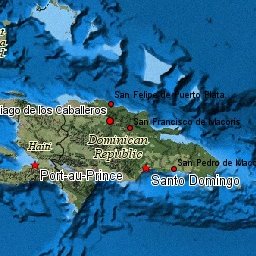 San Felipe de Puerto Plata
iago de los Caballeros
San Francisco de Macoris
Dominican
Republic
Haiti
San Pedro de Maco
Port-au-Prince
Santo Domingo